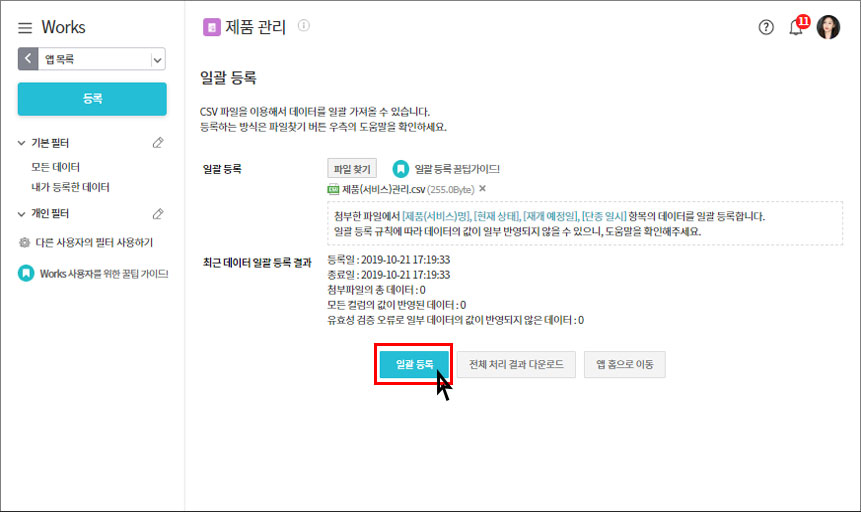 Works
앱 목록
등록
기본 필터
모든 데이터
내가 등록한 데이터
개인 필터
다른 사용자의 필터 사용하기
Works 사용자를 위한 꿀팁 가이드!
제품 관리
11
일괄 등록
CSV 파일을 이용해서 데이터를 일괄 가져올 수 있습니다.
등록하는 방식은 파일찾기 버튼 우측의 도움말을 확인하세요.
일괄 등록
파일 찾기
일괄 등록 꿀팁가이드!
CSV 제품(서비스)관리.csv (255.0Byte)
첨부한 파일에서 [제품(서비스)명], [현재 상태], [재개 예정일], [단종 일시] 항목의 데이터를 일괄 등록합니다.
일괄 등록 규칙에 따라 데이터의 값이 일부 반영되지 않을 수 있으니, 도움말을 확인해주세요.
최근 데이터 일괄 등록 결과
등록일 : 2019-10-21 17:19:33
종료일 : 2019-10-21 17:19:33
첨부파일의 총 데이터 : 0
모든 컬럼의 값이 반영된 데이터 : 0
유효성 검증 오류로 일부 데이터의 값이 반영되지 않은 데이터 : 0
일괄 등록
전체 처리 결과 다운로드
앱 홈으로 이동